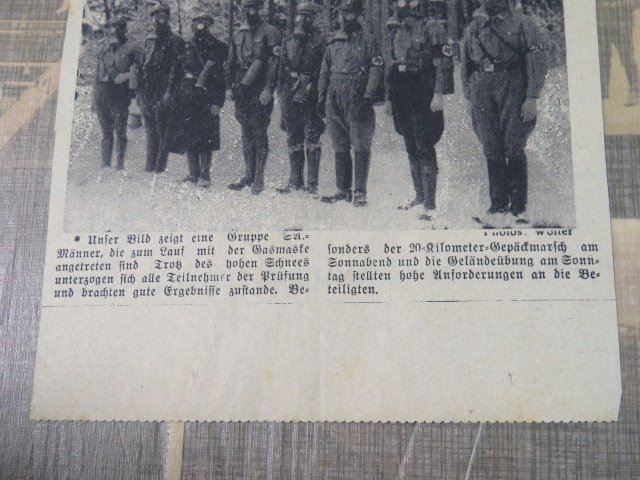 Photos: Wolter
* Unser Bild zeigt eine Gruppe SA.-
Männer, die zum Lauf mit der Gasmaske
angetreten sind Trotz des hohen Schnees
unterzogen sich alle Teilnehmer der Prüfung
und brachten gute Ergebnisse zustande. Be-
sonders der 20-Kilometer-Gepäckmarsch am
Sonnabend und die Geländeübung am Sonn-
tag stellten hohe Anforderungen an die Be-
teiligten.